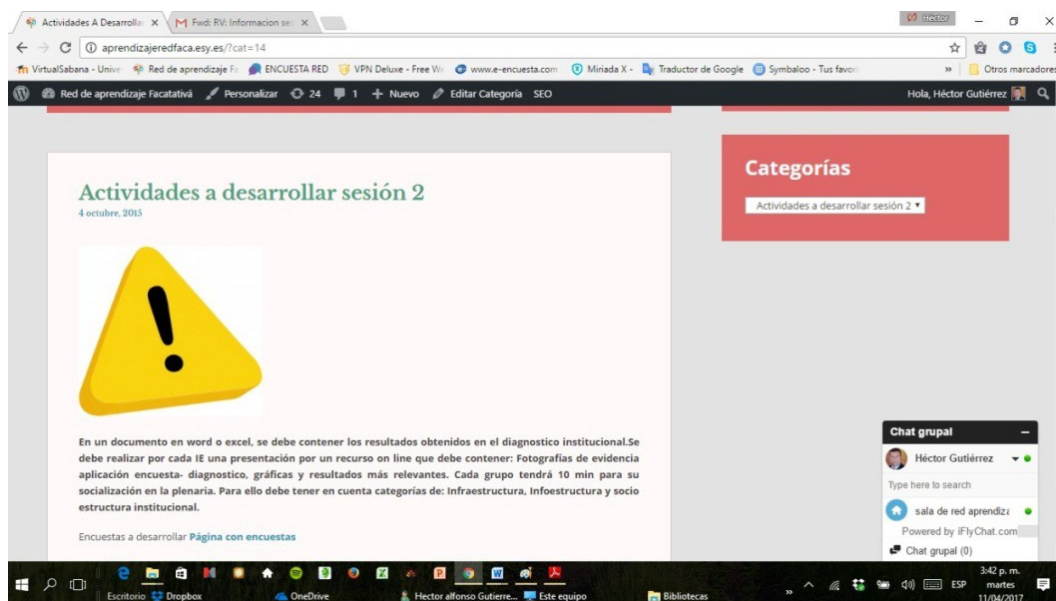 Actividades A Desarrollar
Fwd: RV: Informacion se
Héctor
aprendizajeredfaca.esy.es/?cat=14
VirtualSabana - Unive
Red de aprendizaje Fa
ENCUESTA RED
VPN Deluxe - Free Vi
www.e-encuesta.com
Miriada X -
Traductor de Google
Symbaloo - Tus favori
»
Otros marcadores
Red de aprendizaje Facatativá
Personalizar
24
1
+ Nuevo
Editar Categoría
SEO
Hola, Héctor Gutiérrez
Actividades a desarrollar sesión 2
4 octubre, 2015
En un documento en word o excel, se debe contener los resultados obtenidos en el diagnostico institucional.Se
debe realizar por cada IE una presentación por un recurso on line que debe contener: Fotografías de evidencia
aplicación encuesta- diagnostico, gráficas y resultados más relevantes. Cada grupo tendrá 10 min para su
socialización en la plenaria. Para ello debe tener en cuenta categorías de: Infraestructura, Infoestructura y socio
estructura institucional.
Encuestas a desarrollar Página con encuestas
Categorías
Actividades a desarrollar sesión 2
Chat grupal
Héctor Gutiérrez
Type here to search
sala de red aprendiza
Powered by iFlyChat.com
Chat grupal (0)
Escritorio
Dropbox
OneDrive
Hector alfonso Gutierre...
Este equipo
Bibliotecas
»
ESP
3:42 p. m.
martes
11/04/2017